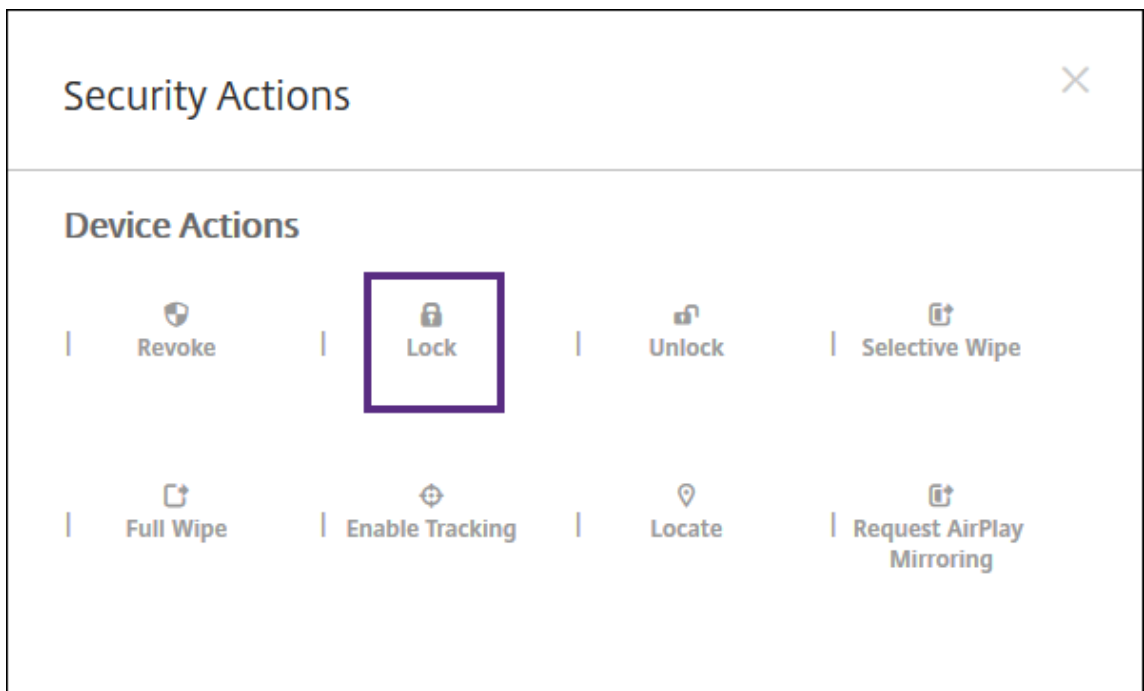 Security Actions
Device Actions
Revoke
Lock
Unlock
Selective Wipe
Full Wipe
Enable Tracking
Locate
Request AirPlay
Mirroring